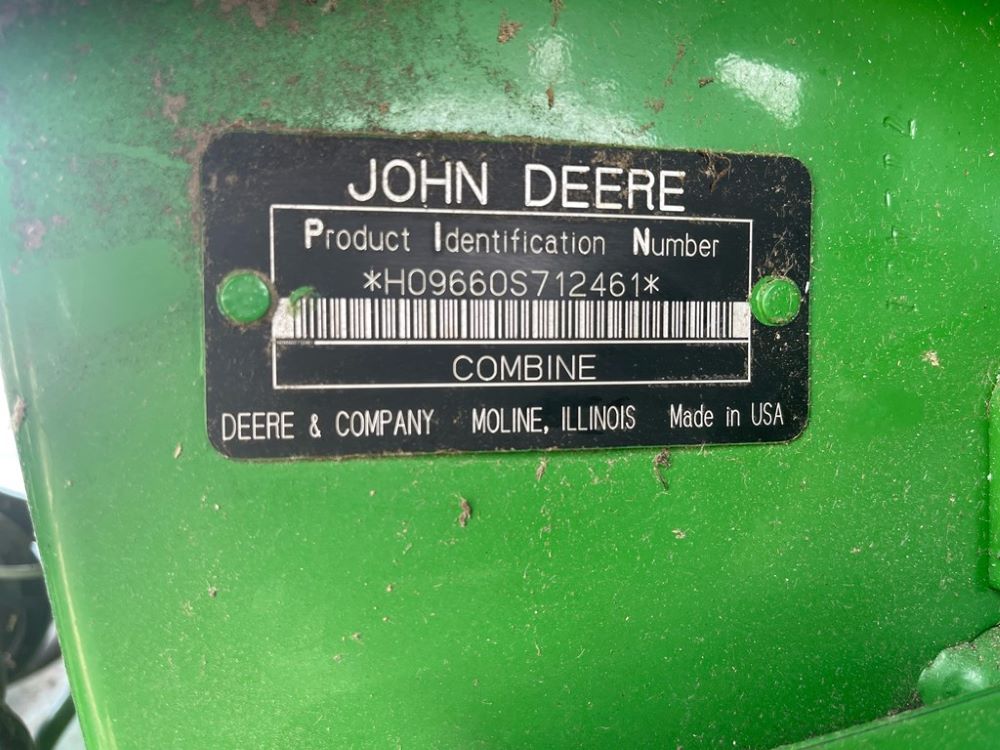 JOHN DEERE
Product Identification Number
*H09660S712461*
COMBINE
DEERE & COMPANY MOLINE, ILLINOIS Made in USA